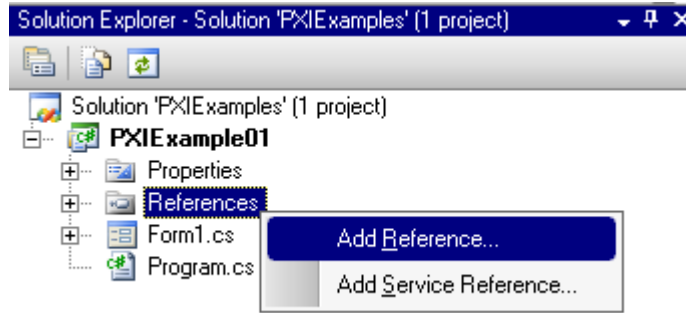 Solution Explorer - Solution 'PXIExamples' (1 project)
Solution 'PXIExamples' (1 project)
PXIExample01
Properties
References
Form1.cs
Add Reference...
Program.cs
Add Service Reference...